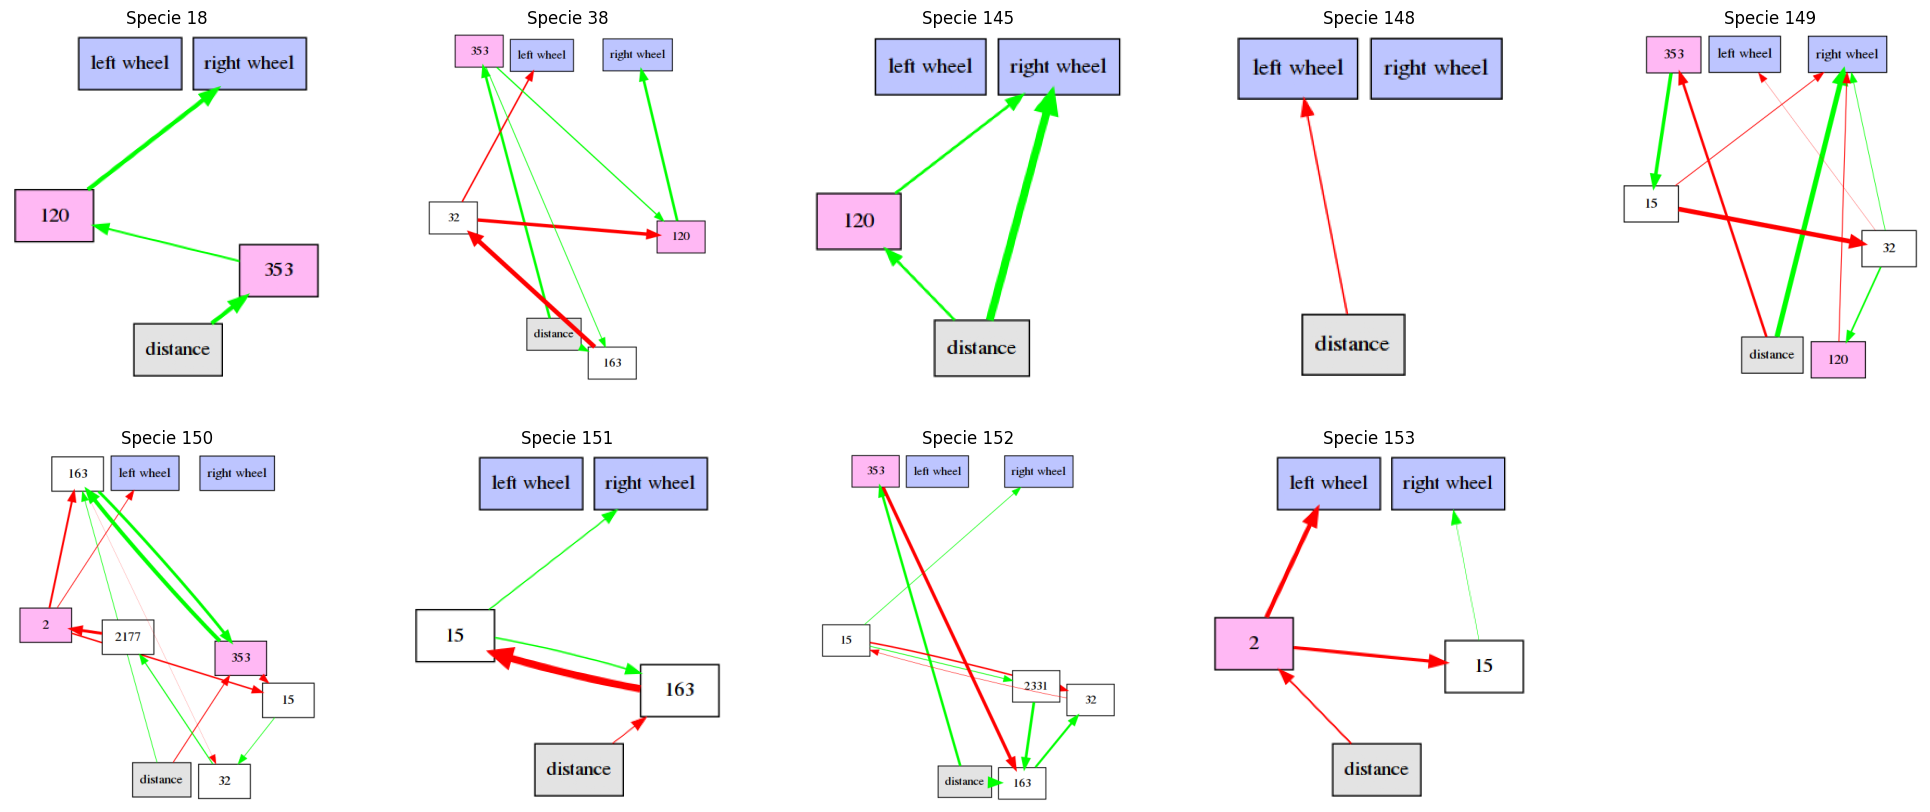 Specie 18
left wheel
right wheel
120
353
distance
Specie 38
353
left wheel
right wheel
32
120
distance
163
Specie 145
left wheel
right wheel
120
distance
Specie 148
left wheel
right wheel
distance
Specie 149
353
left wheel
right wheel
15
32
distance
120
Specie 150
163
left wheel
right wheel
2
2177
353
15
distance
32
Specie 151
left wheel
right wheel
15
163
distance
Specie 152
353
left wheel
right wheel
15
2331
32
distance
163
Specie 153
left wheel
right wheel
2
15
distance